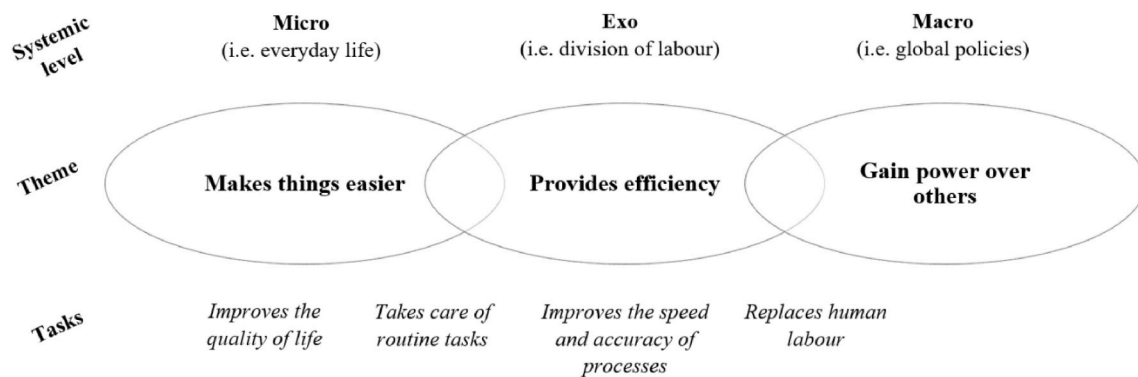 Systemic
level
Micro
(i.e. everyday life)
Exo
(i.e. division of labour)
Macro
(i.e. global policies)
Theme
Makes things easier
Provides efficiency
Gain power over
others
Tasks
Improves the
quality of life
Takes care of
routine tasks
Improves the speed
and accuracy of
processes
Replaces human
labour